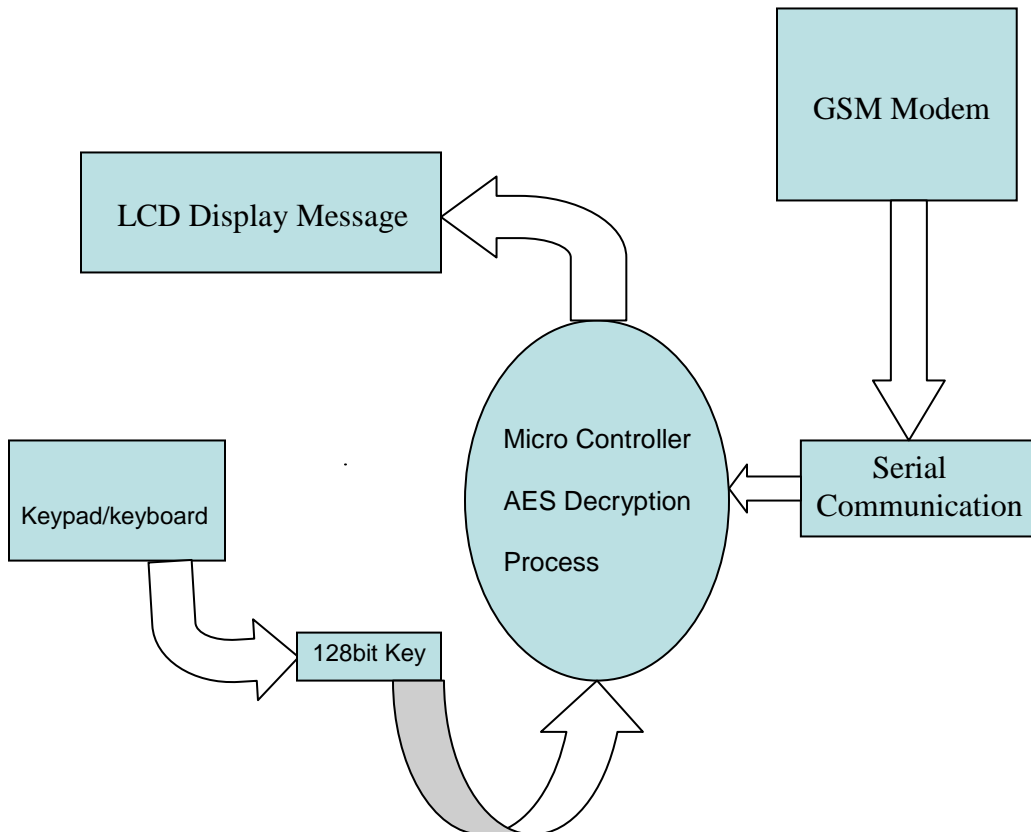 GSM Modem
LCD Display Message
Micro Controller
AES Decryption
Process
Serial
Communication
Keypad/keyboard
128bit Key